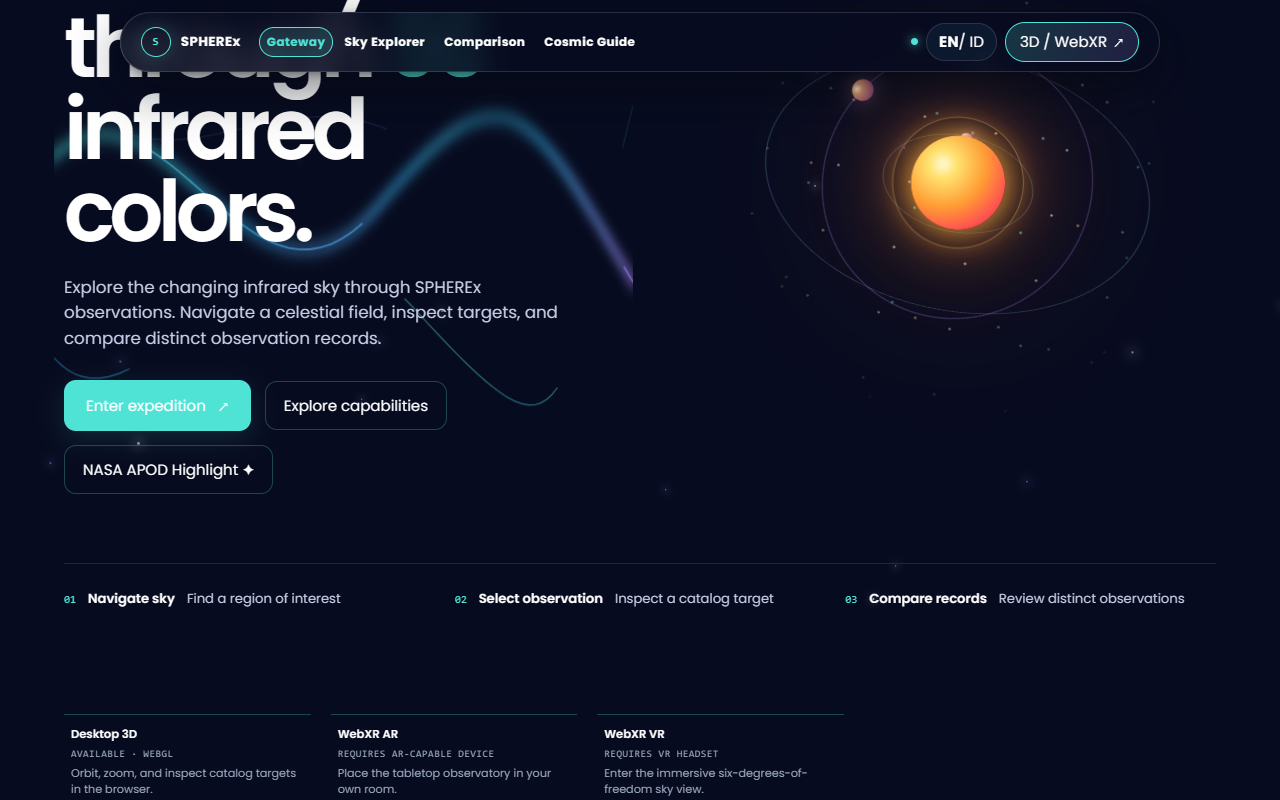 S SPHEREx Gateway Sky Explorer Comparison Cosmic Guide EN/ ID 3D / WebXR ↗
through
infrared
colors.
Explore the changing infrared sky through SPHEREx
observations. Navigate a celestial field, inspect targets, and
compare distinct observation records.
Enter expedition ↗ Explore capabilities
NASA APOD Highlight ✦
01 Navigate sky Find a region of interest
02 Select observation Inspect a catalog target
03 Compare records Review distinct observations
Desktop 3D
AVAILABLE · WEBGL
Orbit, zoom, and inspect catalog targets
in the browser.
WebXR AR
REQUIRES AR-CAPABLE DEVICE
Place the tabletop observatory in your
own room.
WebXR VR
REQUIRES VR HEADSET
Enter the immersive six-degrees-of-
freedom sky view.